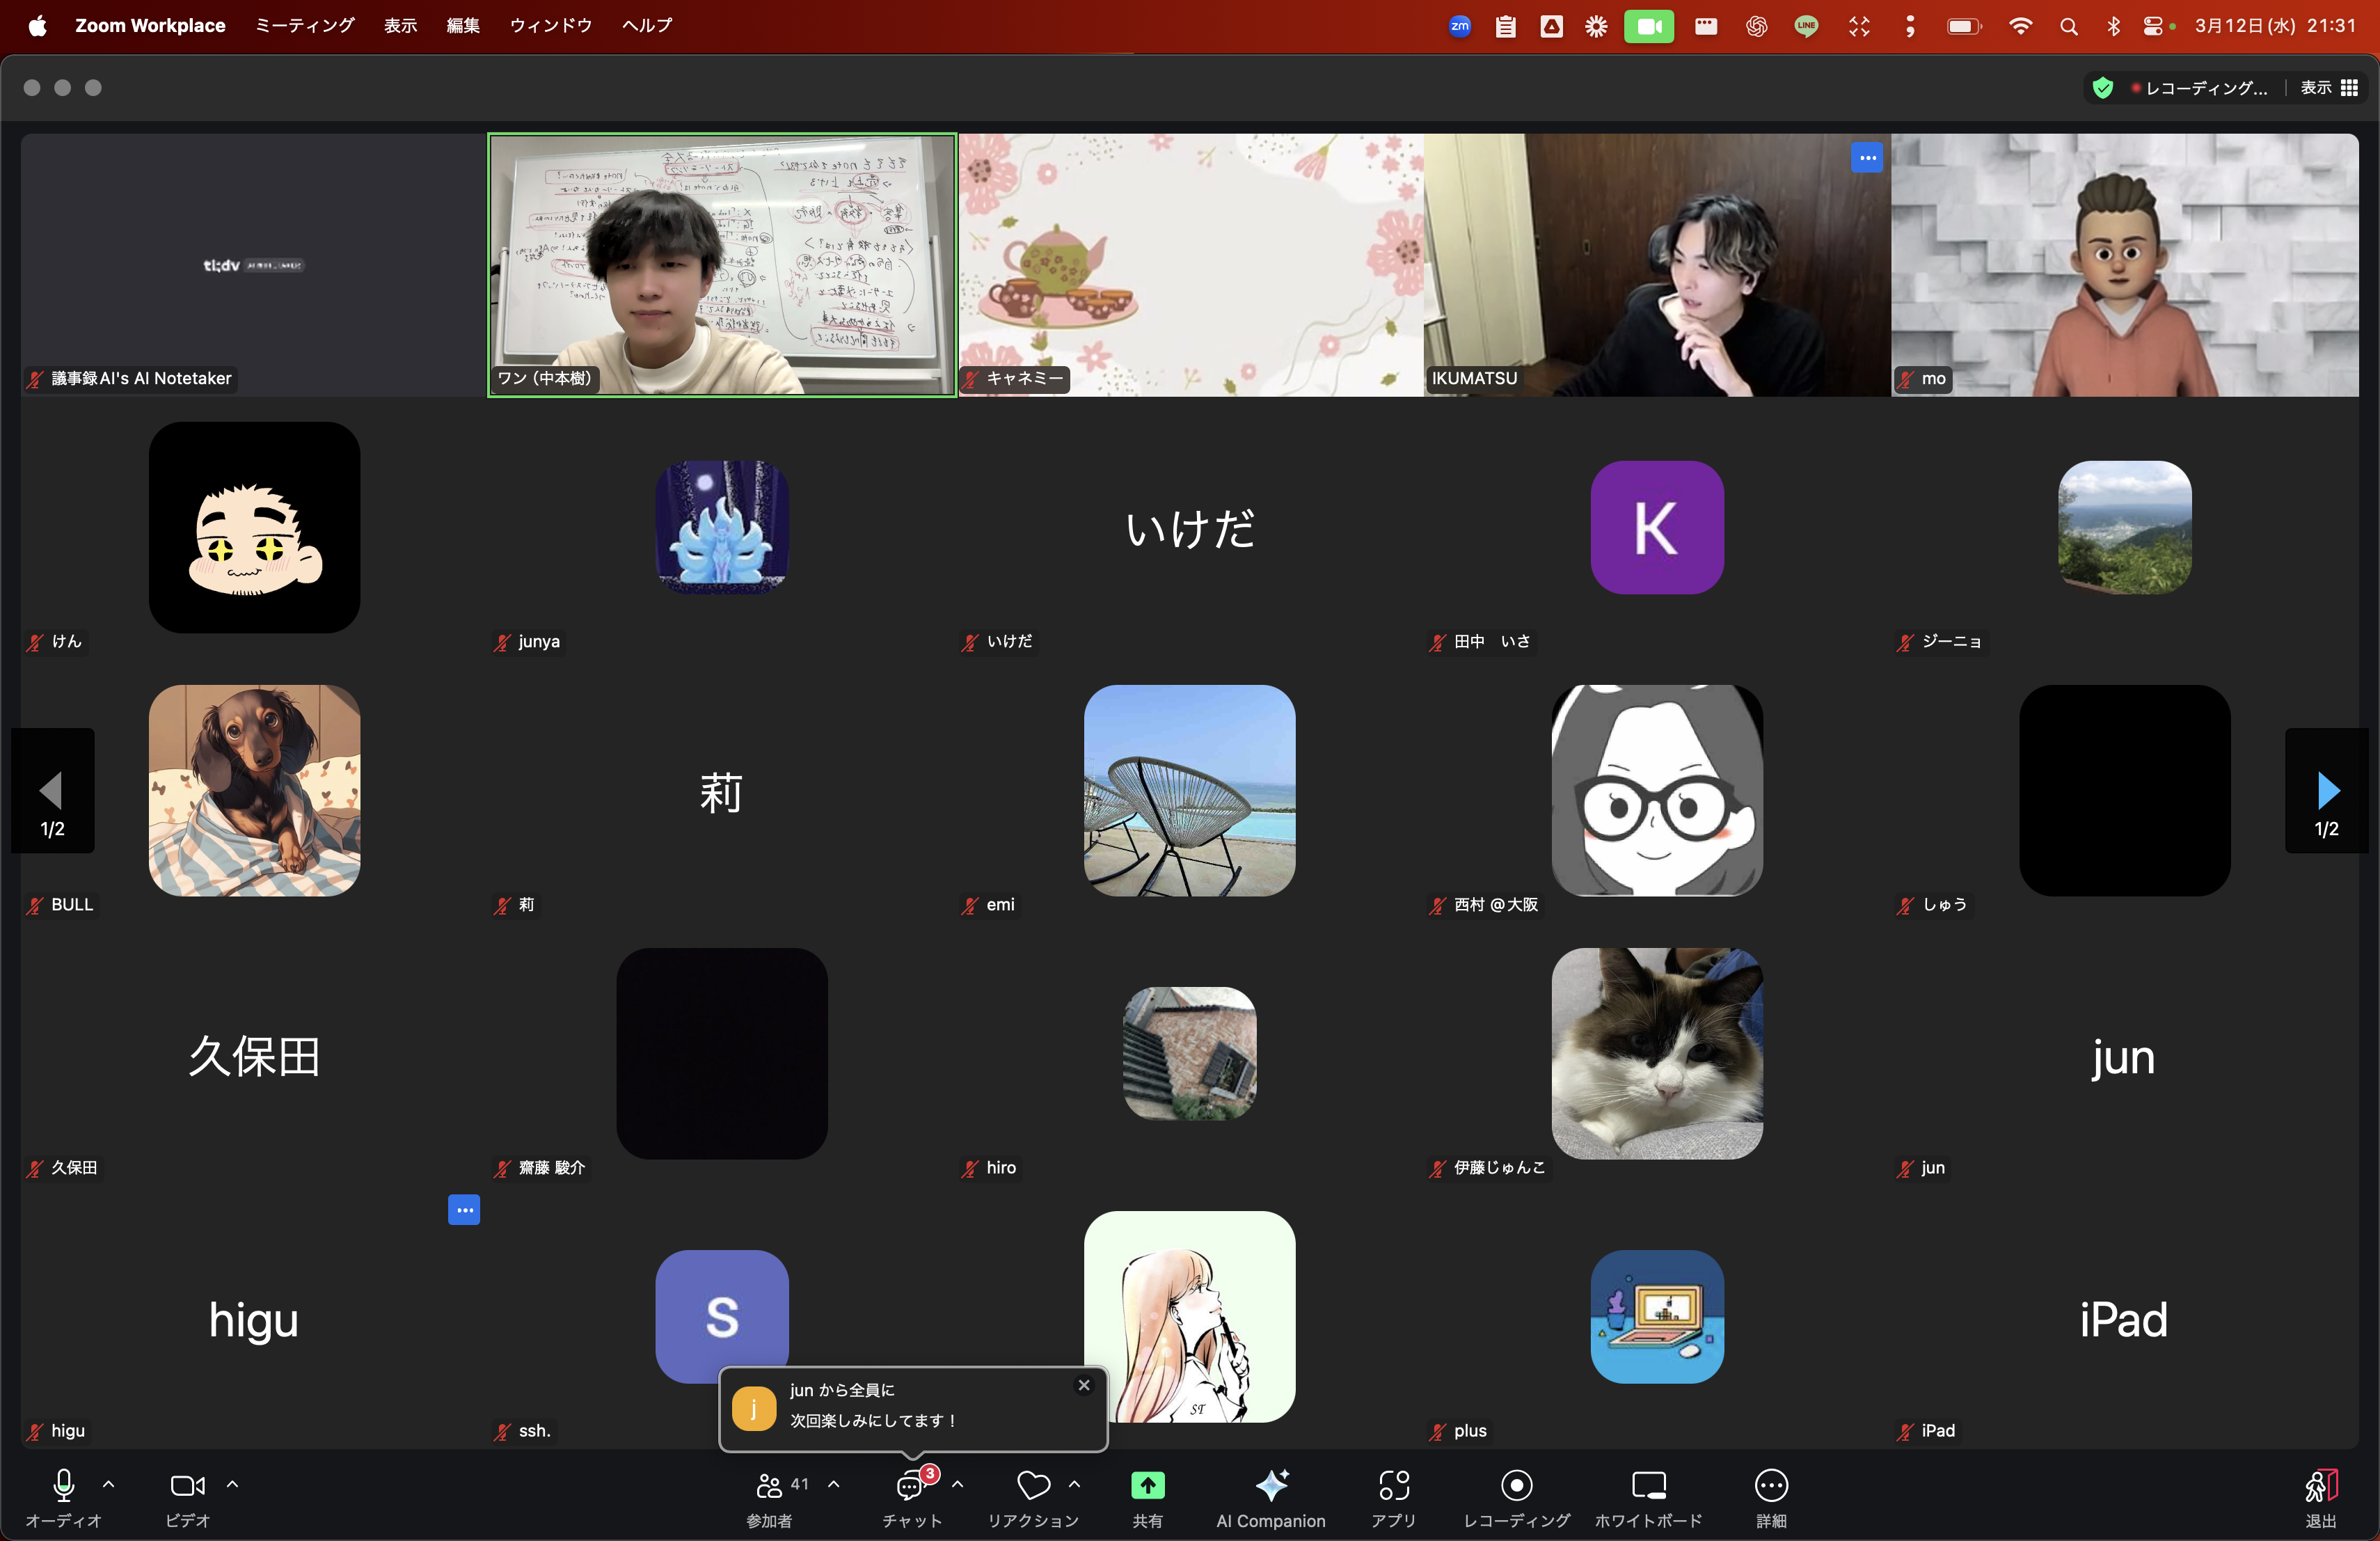 Zoom Workplace ミーティング 表示 編集 ウィンドウ ヘルプ zm LINE 3月12日(水) 21:31
レコーディング... 表示
tl;dv
議事録AI's AI Notetaker
ワン (中本樹)
キャネミー
IKUMATSU
mo
いけだ
K
けん
junya
いけだ
田中 いさ
ジーニョ
莉
1/2
1/2
BULL
莉
emi
西村 @大阪
しゅう
久保田
jun
久保田
齋藤 駿介
hiro
伊藤じゅんこ
jun
higu
S
ST
iPad
j
jun から全員に
次回楽しみにしてます！
higu
ssh.
plus
iPad
41
3
オーディオ
ビデオ
参加者
チャット
リアクション
共有
AI Companion
アプリ
レコーディング
ホワイトボード
詳細
退出